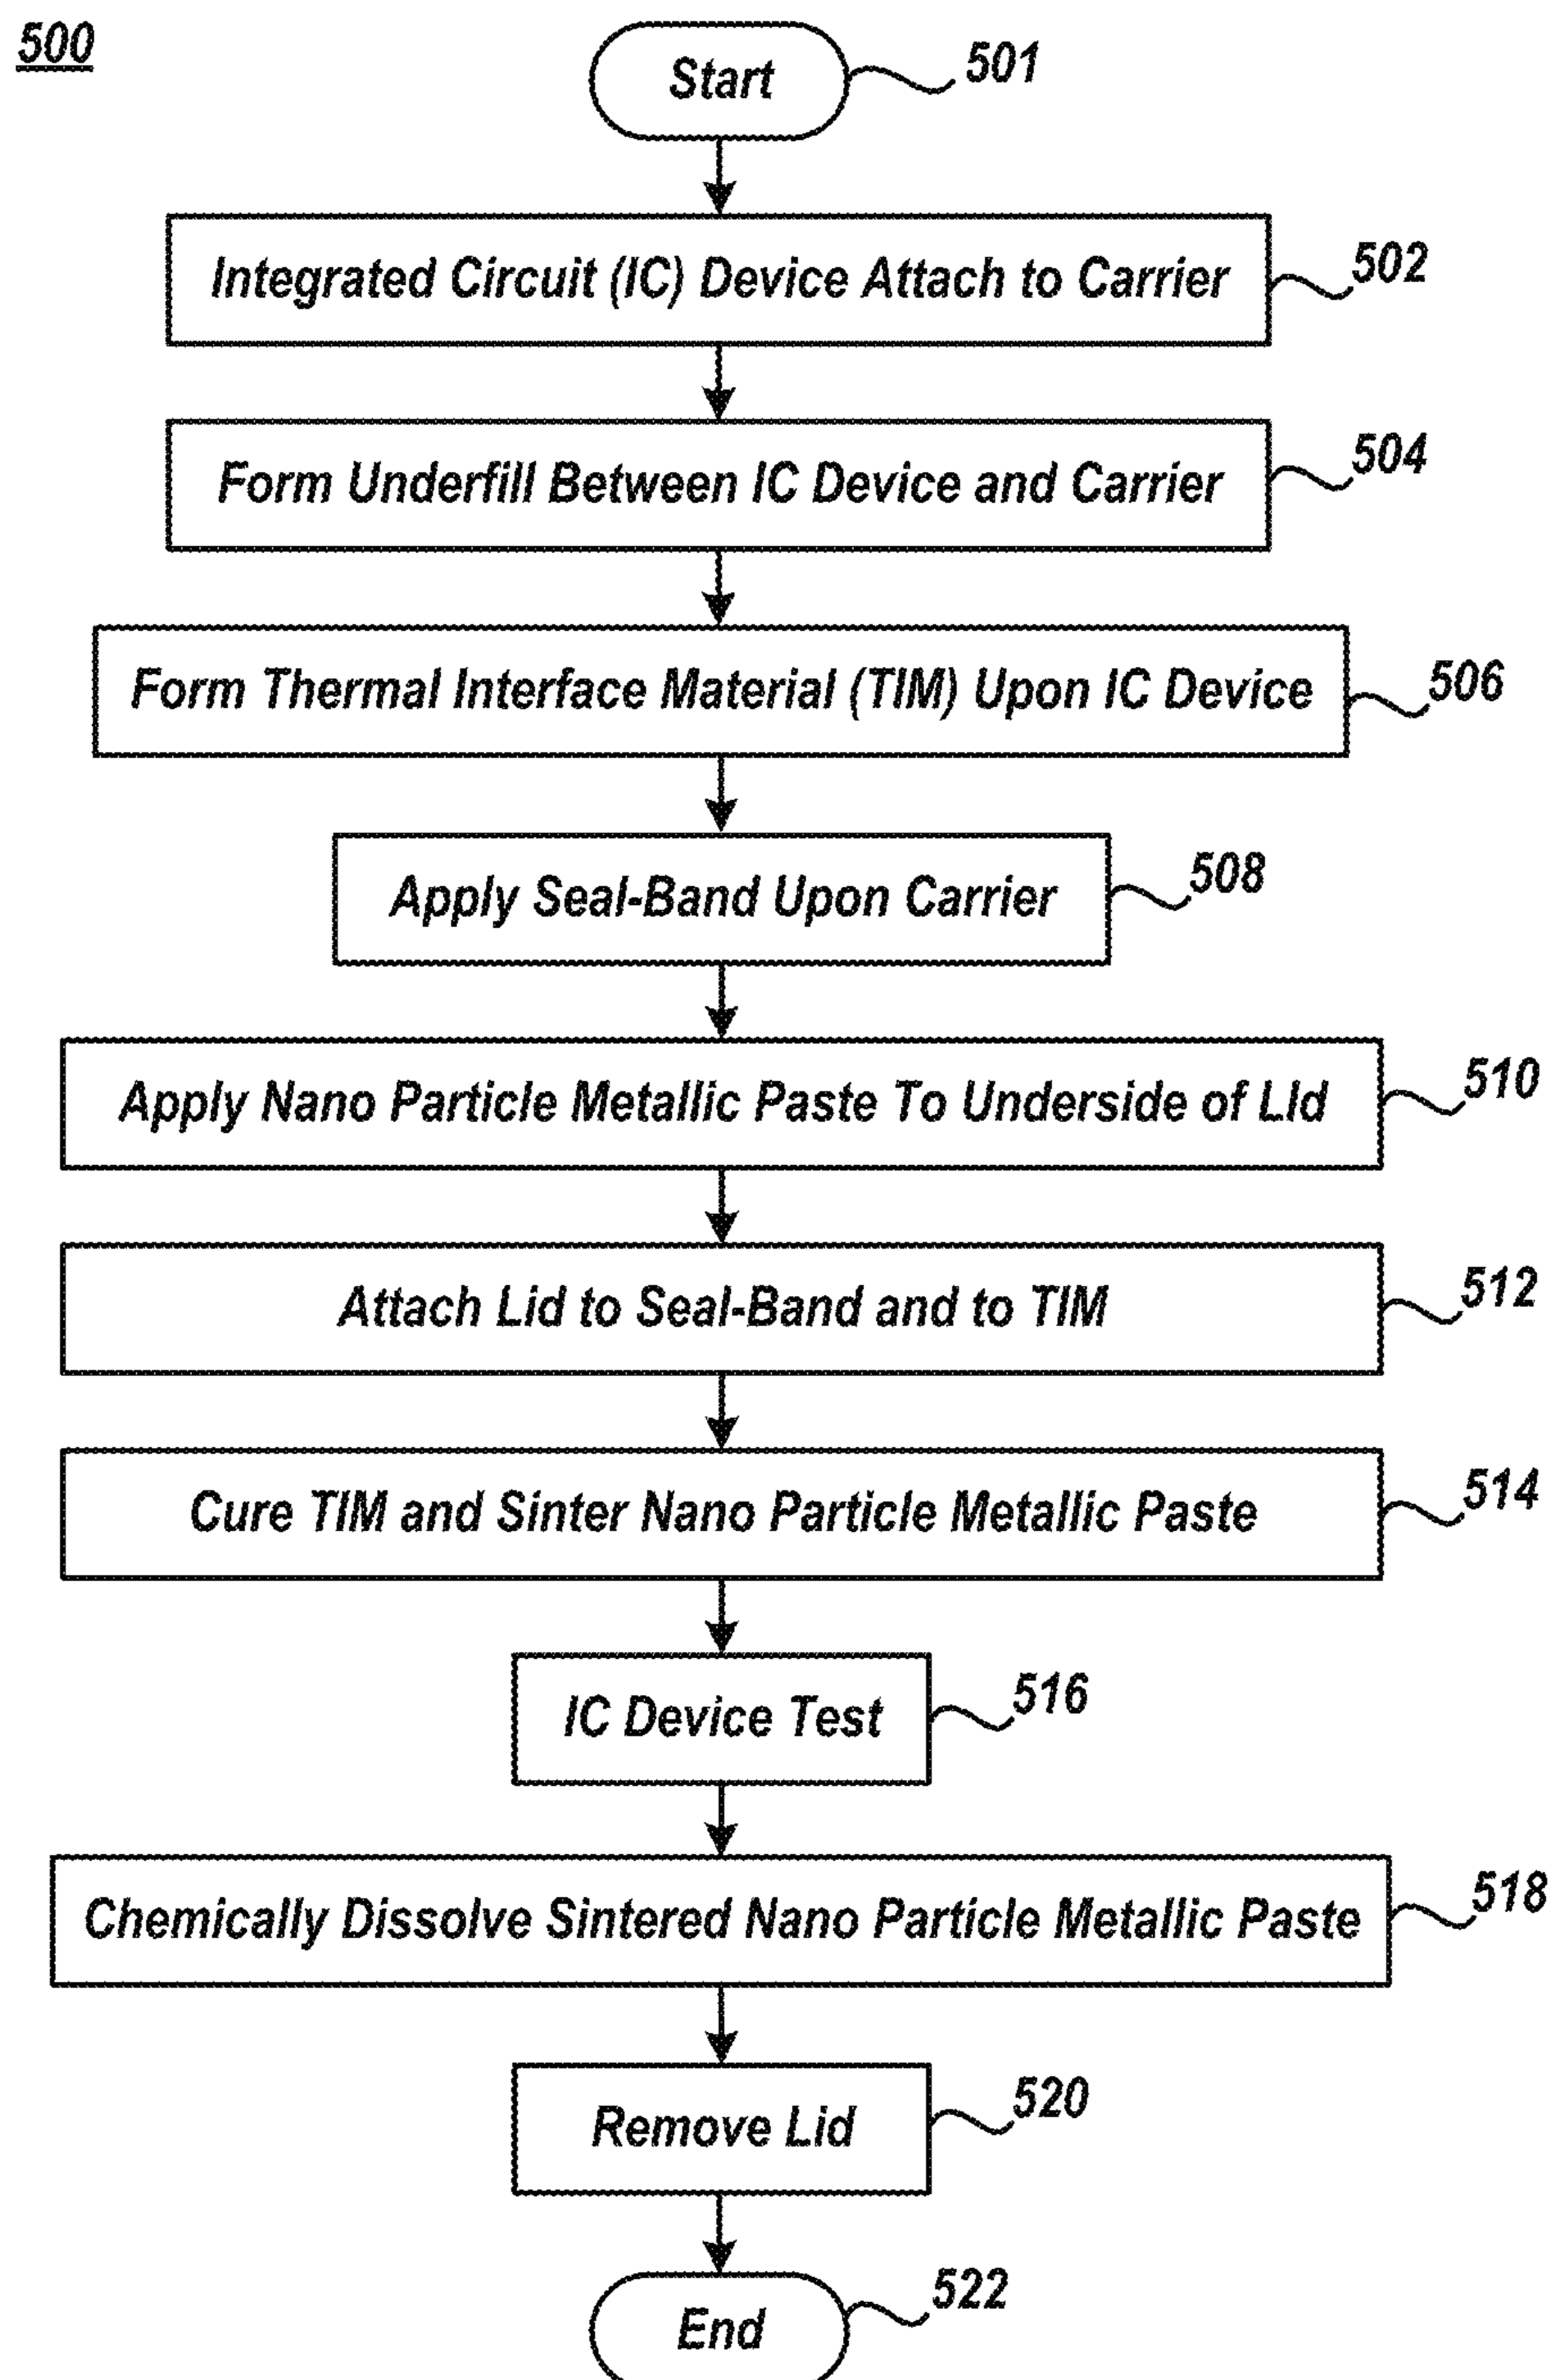 500
Start 501
Integrated Circuit (IC) Device Attach to Carrier 502
Form Underfill Between IC Device and Carrier 504
Form Thermal Interface Material (TIM) Upon IC Device 506
Apply Seal-Band Upon Carrier 508
Apply Nano Particle Metallic Paste To Underside of LId 510
Attach Lid to Seal-Band and to TIM 512
Cure TIM and Sinter Nano Particle Metallic Paste 514
IC Device Test 516
Chemically Dissolve Sintered Nano Particle Metallic Paste 518
Remove Lid 520
End 522